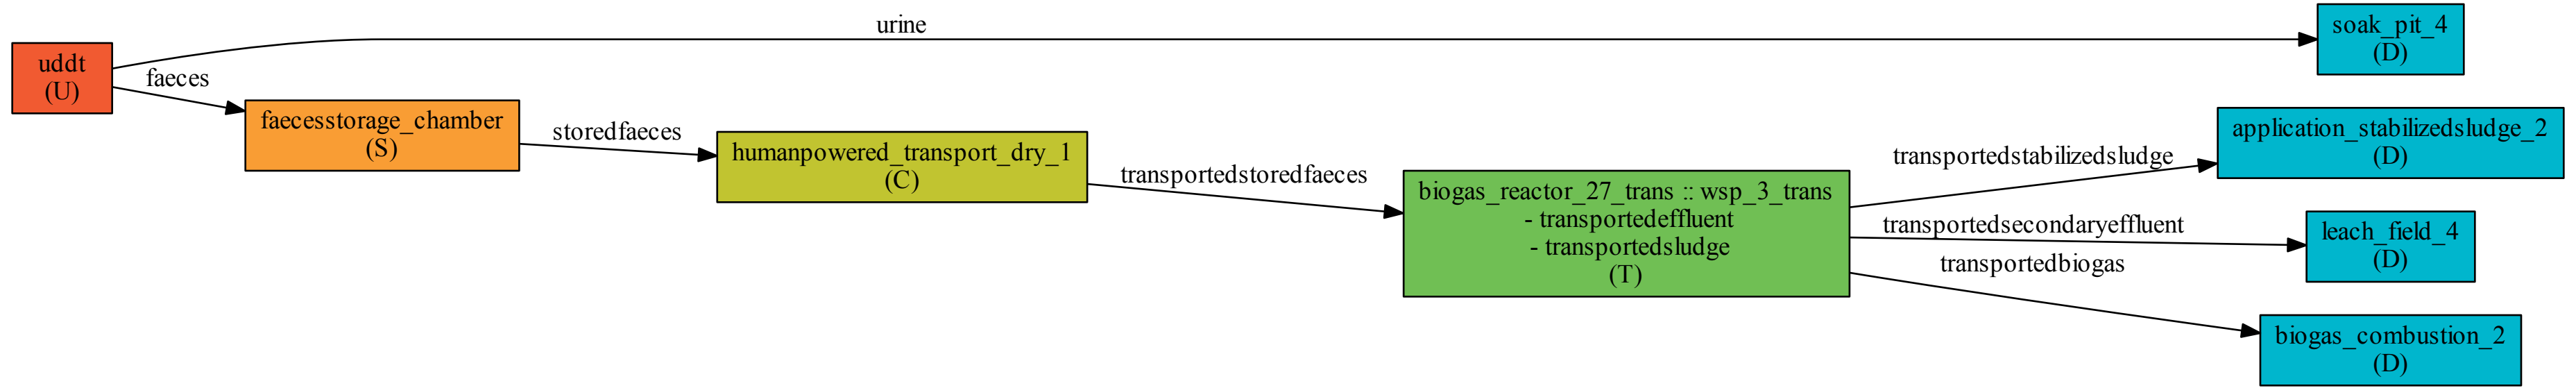 uddt
(U)
urine
faeces
faecesstorage_chamber
(S)
storedfaeces
humanpowered_transport_dry_1
(C)
transportedstoredfaeces
biogas_reactor_27_trans :: wsp_3_trans
- transportedeffluent
- transportedsludge
(T)
transportedstabilizedsludge
transportedsecondaryeffluent
transportedbiogas
soak_pit_4
(D)
application_stabilizedsludge_2
(D)
leach_field_4
(D)
biogas_combustion_2
(D)